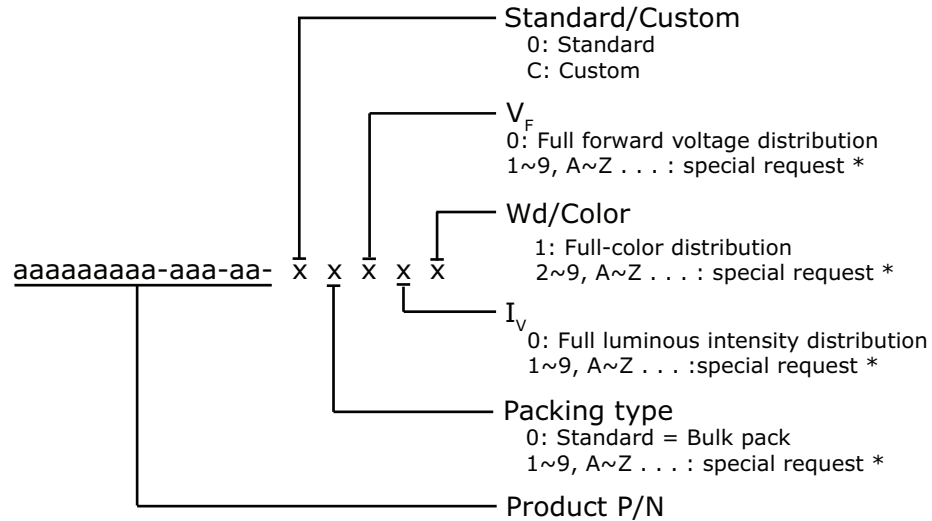 Standard/Custom
0: Standard
C: Custom
VF
0: Full forward voltage distribution
1~9, A~Z . . . : special request *
Wd/Color
1: Full-color distribution
2~9, A~Z . . . : special request *
aaaaaaaaa-aaa-aa- x x x x x
IV
0: Full luminous intensity distribution
1~9, A~Z . . . :special request *
Packing type
0: Standard = Bulk pack
1~9, A~Z . . . : special request *
Product P/N